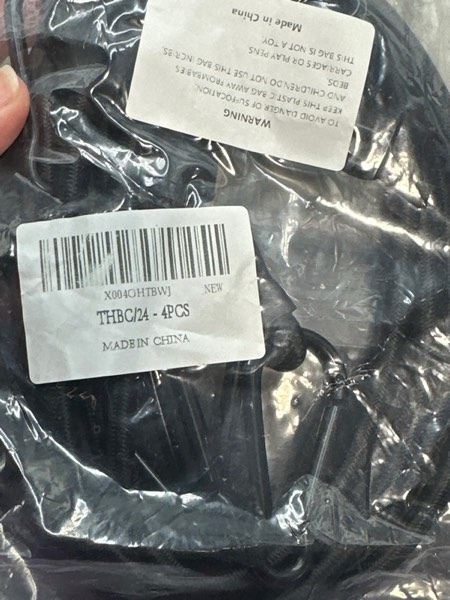 WARNING
TO AVOID DANGER OF SUFFOCATION,
KEEP THIS PLASTIC BAG AWAY FROM BABIES
AND CHILDREN.DO NOT USE THIS BAG IN CRIBS,
BEDS,
CARRIAGES OR PLAY PENS.
THIS BAG IS NOT A TOY.
Made in China
X004OHTBWJ NEW
THBC/24 - 4PCS
MADE IN CHINA